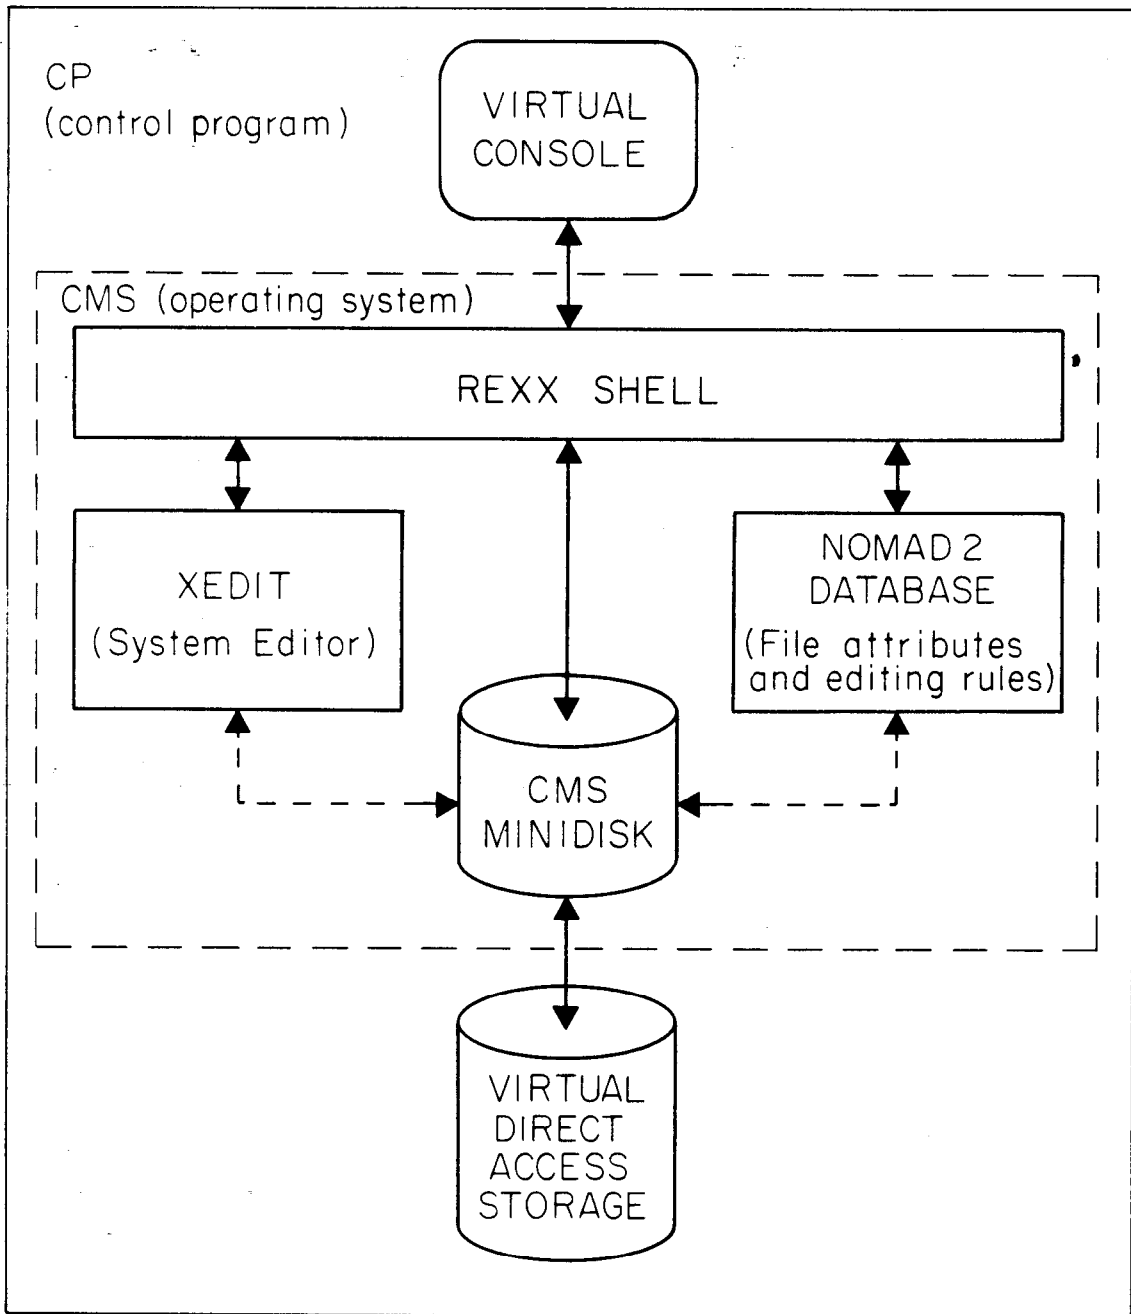 CP
(control program)
VIRTUAL
CONSOLE
CMS (operating system)
REXX SHELL
XEDIT
(System Editor)
NOMAD 2
DATABASE
(File attributes
and editing rules)
CMS
MINIDISK
VIRTUAL
DIRECT
ACCESS
STORAGE